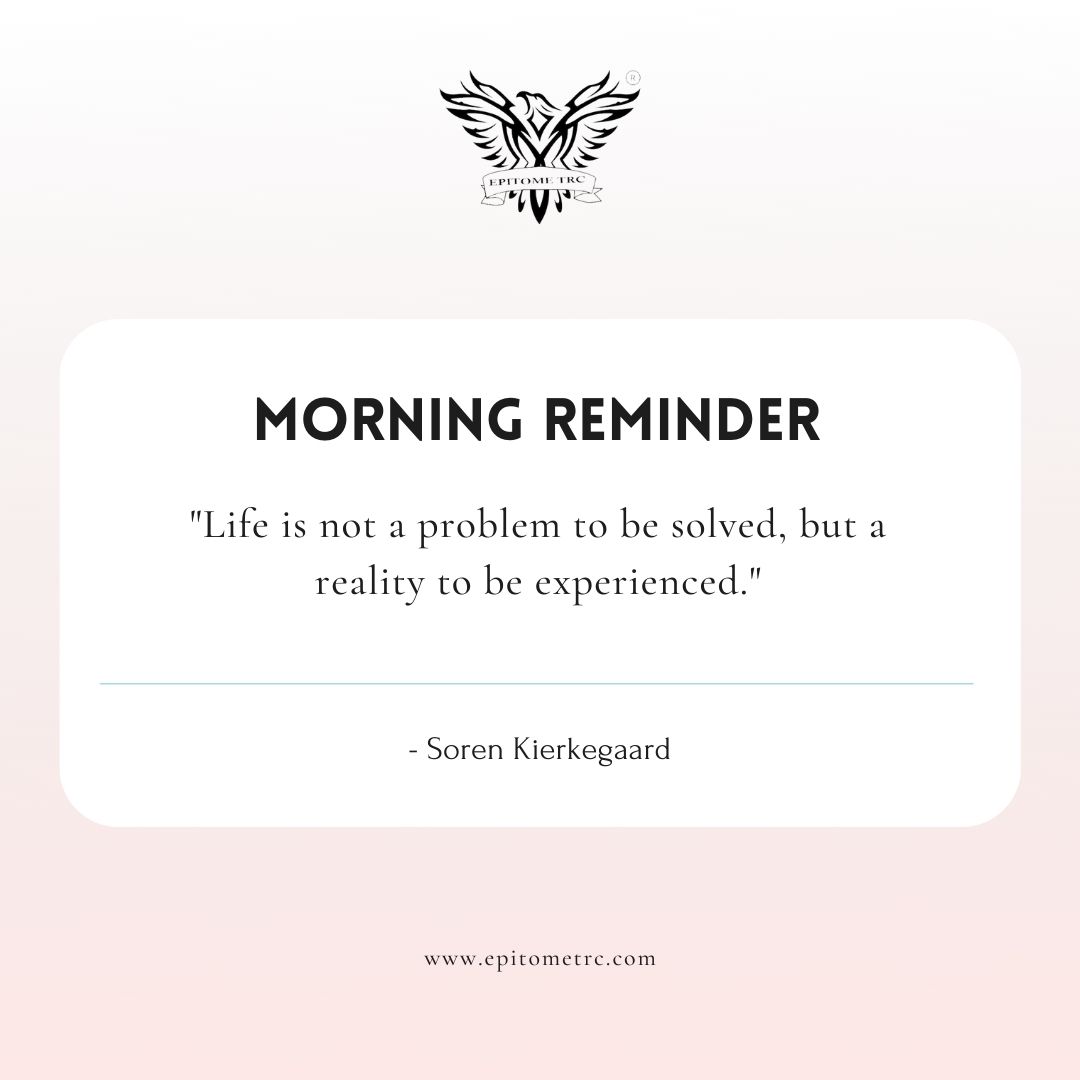 ®
EPITOME TRC
MORNING REMINDER
"Life is not a problem to be solved, but a
reality to be experienced."
- Soren Kierkegaard
www.epitometrc.com